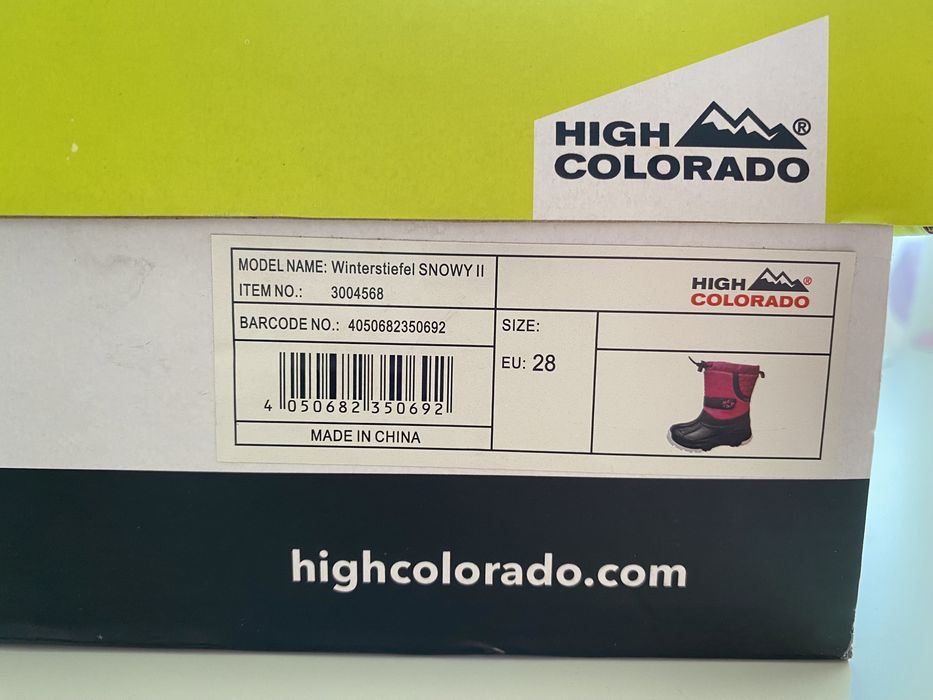 HIGH ®
COLORADO
MODEL NAME: Winterstiefel SNOWY II
ITEM NO.: 3004568
HIGH ®
COLORADO
BARCODE NO.: 4050682350692
SIZE:
EU: 28
4 050682 350692
MADE IN CHINA
highcolorado.com